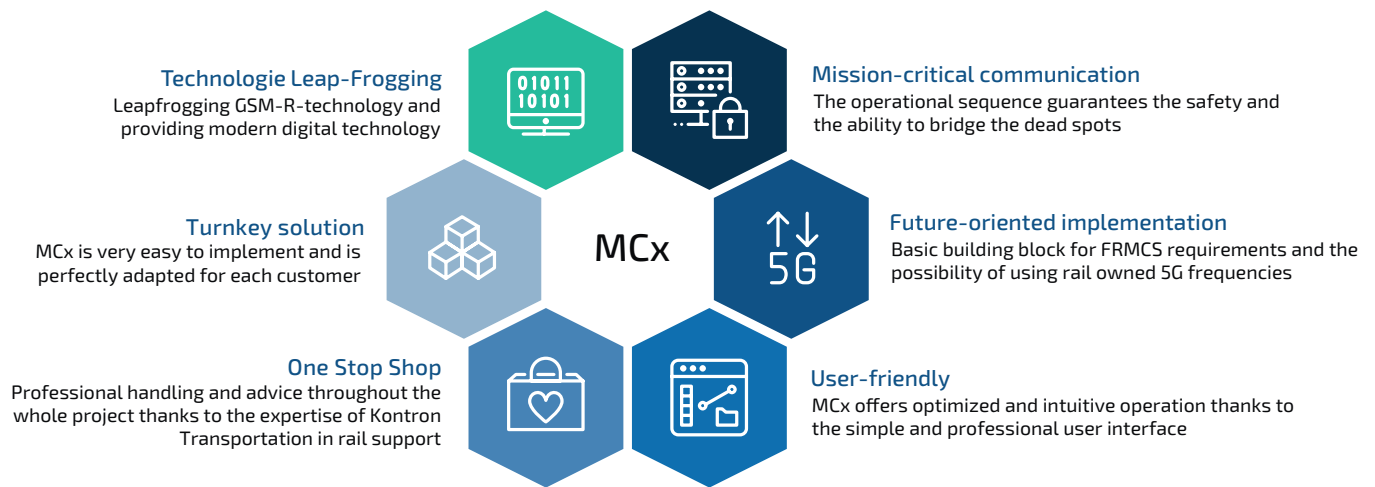 Technologie Leap-Frogging
Leapfrogging GSM-R-technology and
providing modern digital technology
01011
10101
Mission-critical communication
The operational sequence guarantees the safety and
the ability to bridge the dead spots
Turnkey solution
MCx is very easy to implement and is
perfectly adapted for each customer
MCx
5G
Future-oriented implementation
Basic building block for FRMCS requirements and the
possibility of using rail owned 5G frequencies
One Stop Shop
Professional handling and advice throughout the
whole project thanks to the expertise of Kontron
Transportation in rail support
User-friendly
MCx offers optimized and intuitive operation thanks to
the simple and professional user interface